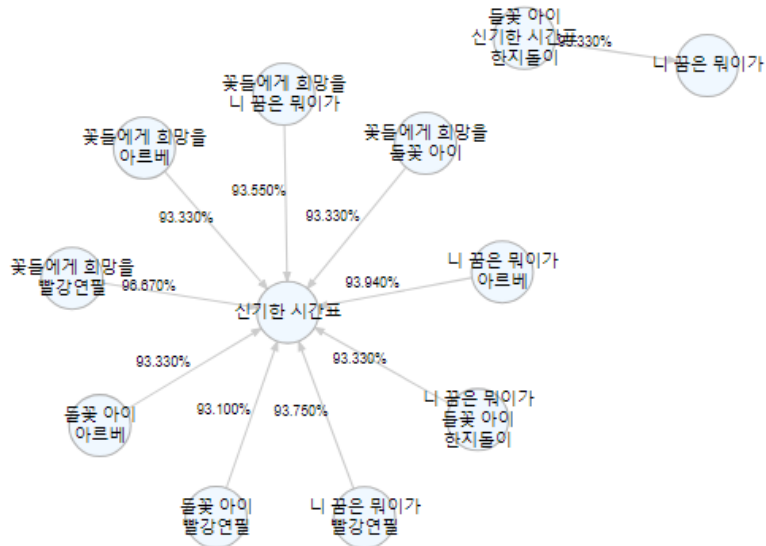 들꽃 아이
신기한 시간표
한지돌이
93.330%
니 꿈은 뭐이가
꽃들에게 희망을
니 꿈은 뭐이가
꽃들에게 희망을
아르베
꽃들에게 희망을
들꽃 아이
93.550%
93.330%
93.330%
꽃들에게 희망을
빨강연필
96.670%
니 꿈은 뭐이가
아르베
93.940%
신기한 시간표
93.330%
93.330%
들꽃 아이
아르베
93.100%
93.750%
니 꿈은 뭐이가
들꽃 아이
한지돌이
들꽃 아이
빨강연필
니 꿈은 뭐이가
빨강연필